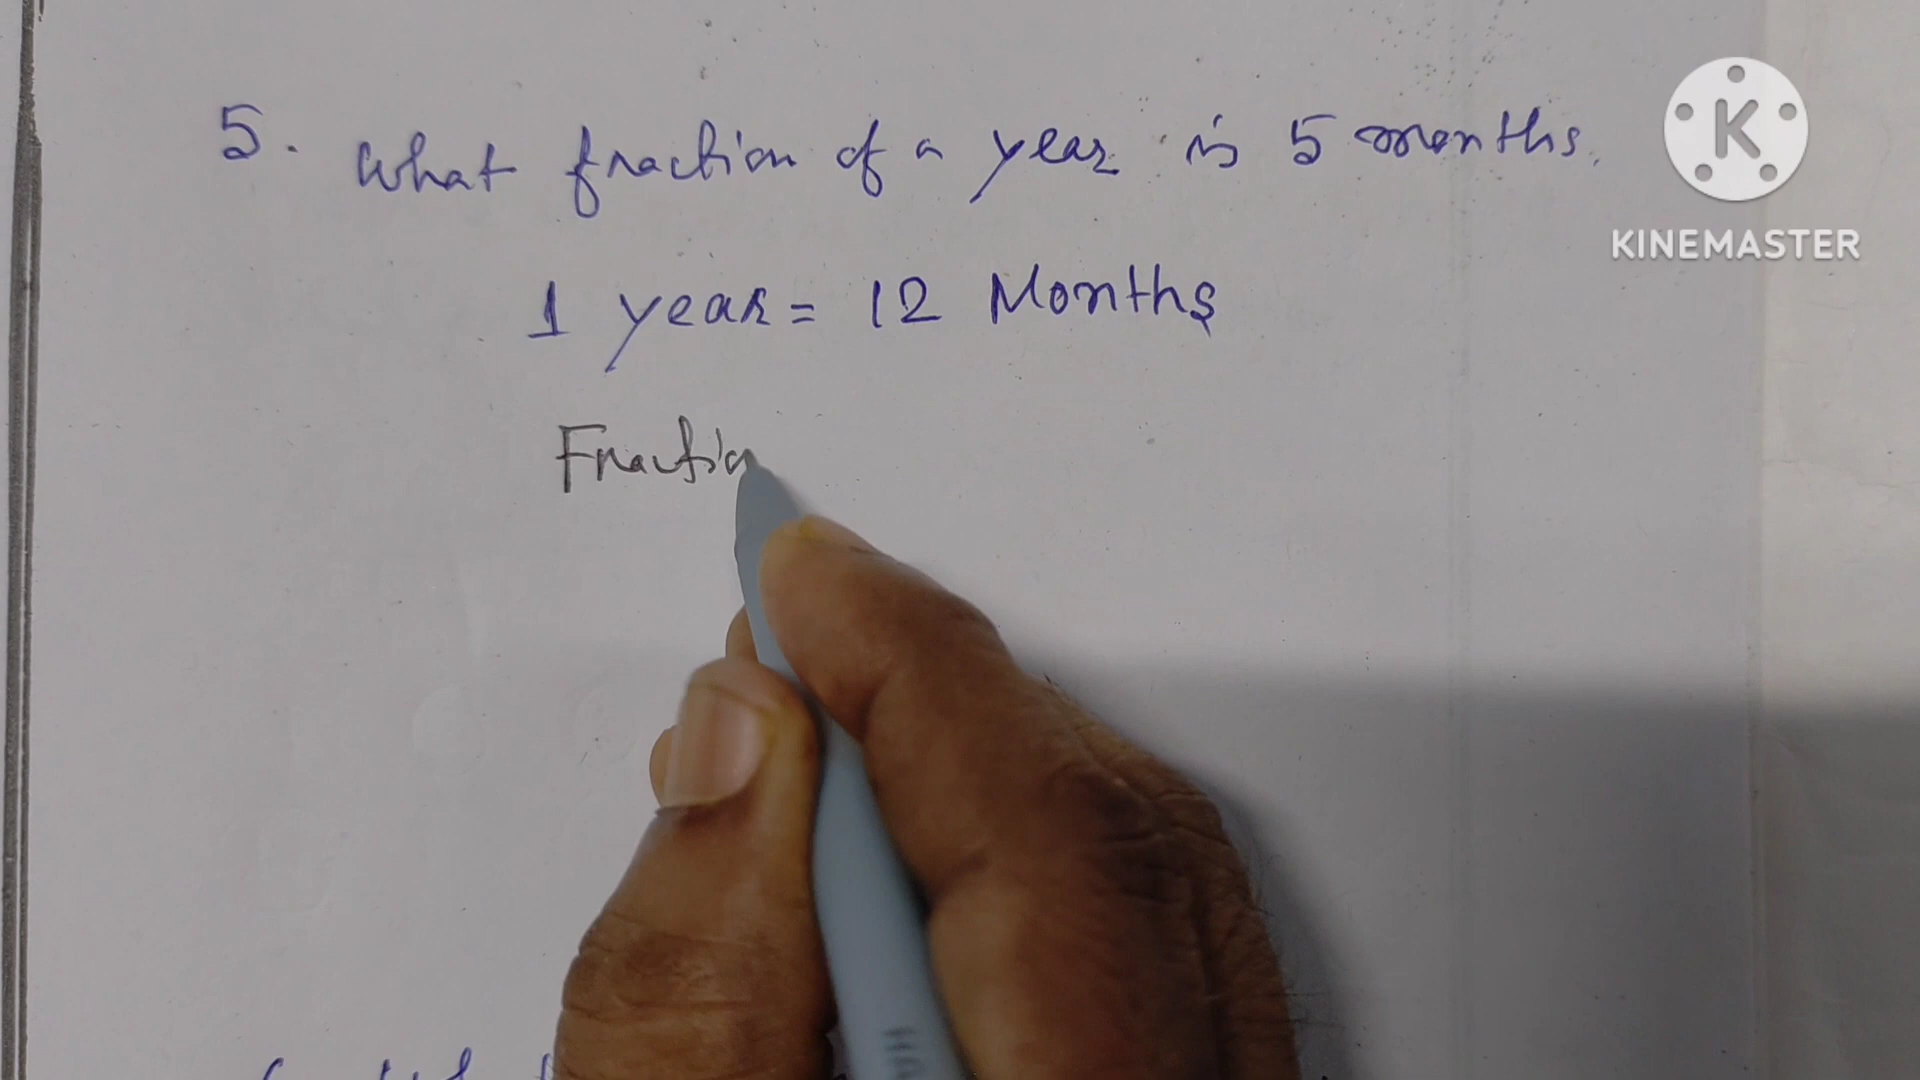 5. What fraction of a year is 5 months.
1 year = 12 Months
Fractio
K
KINEMASTER